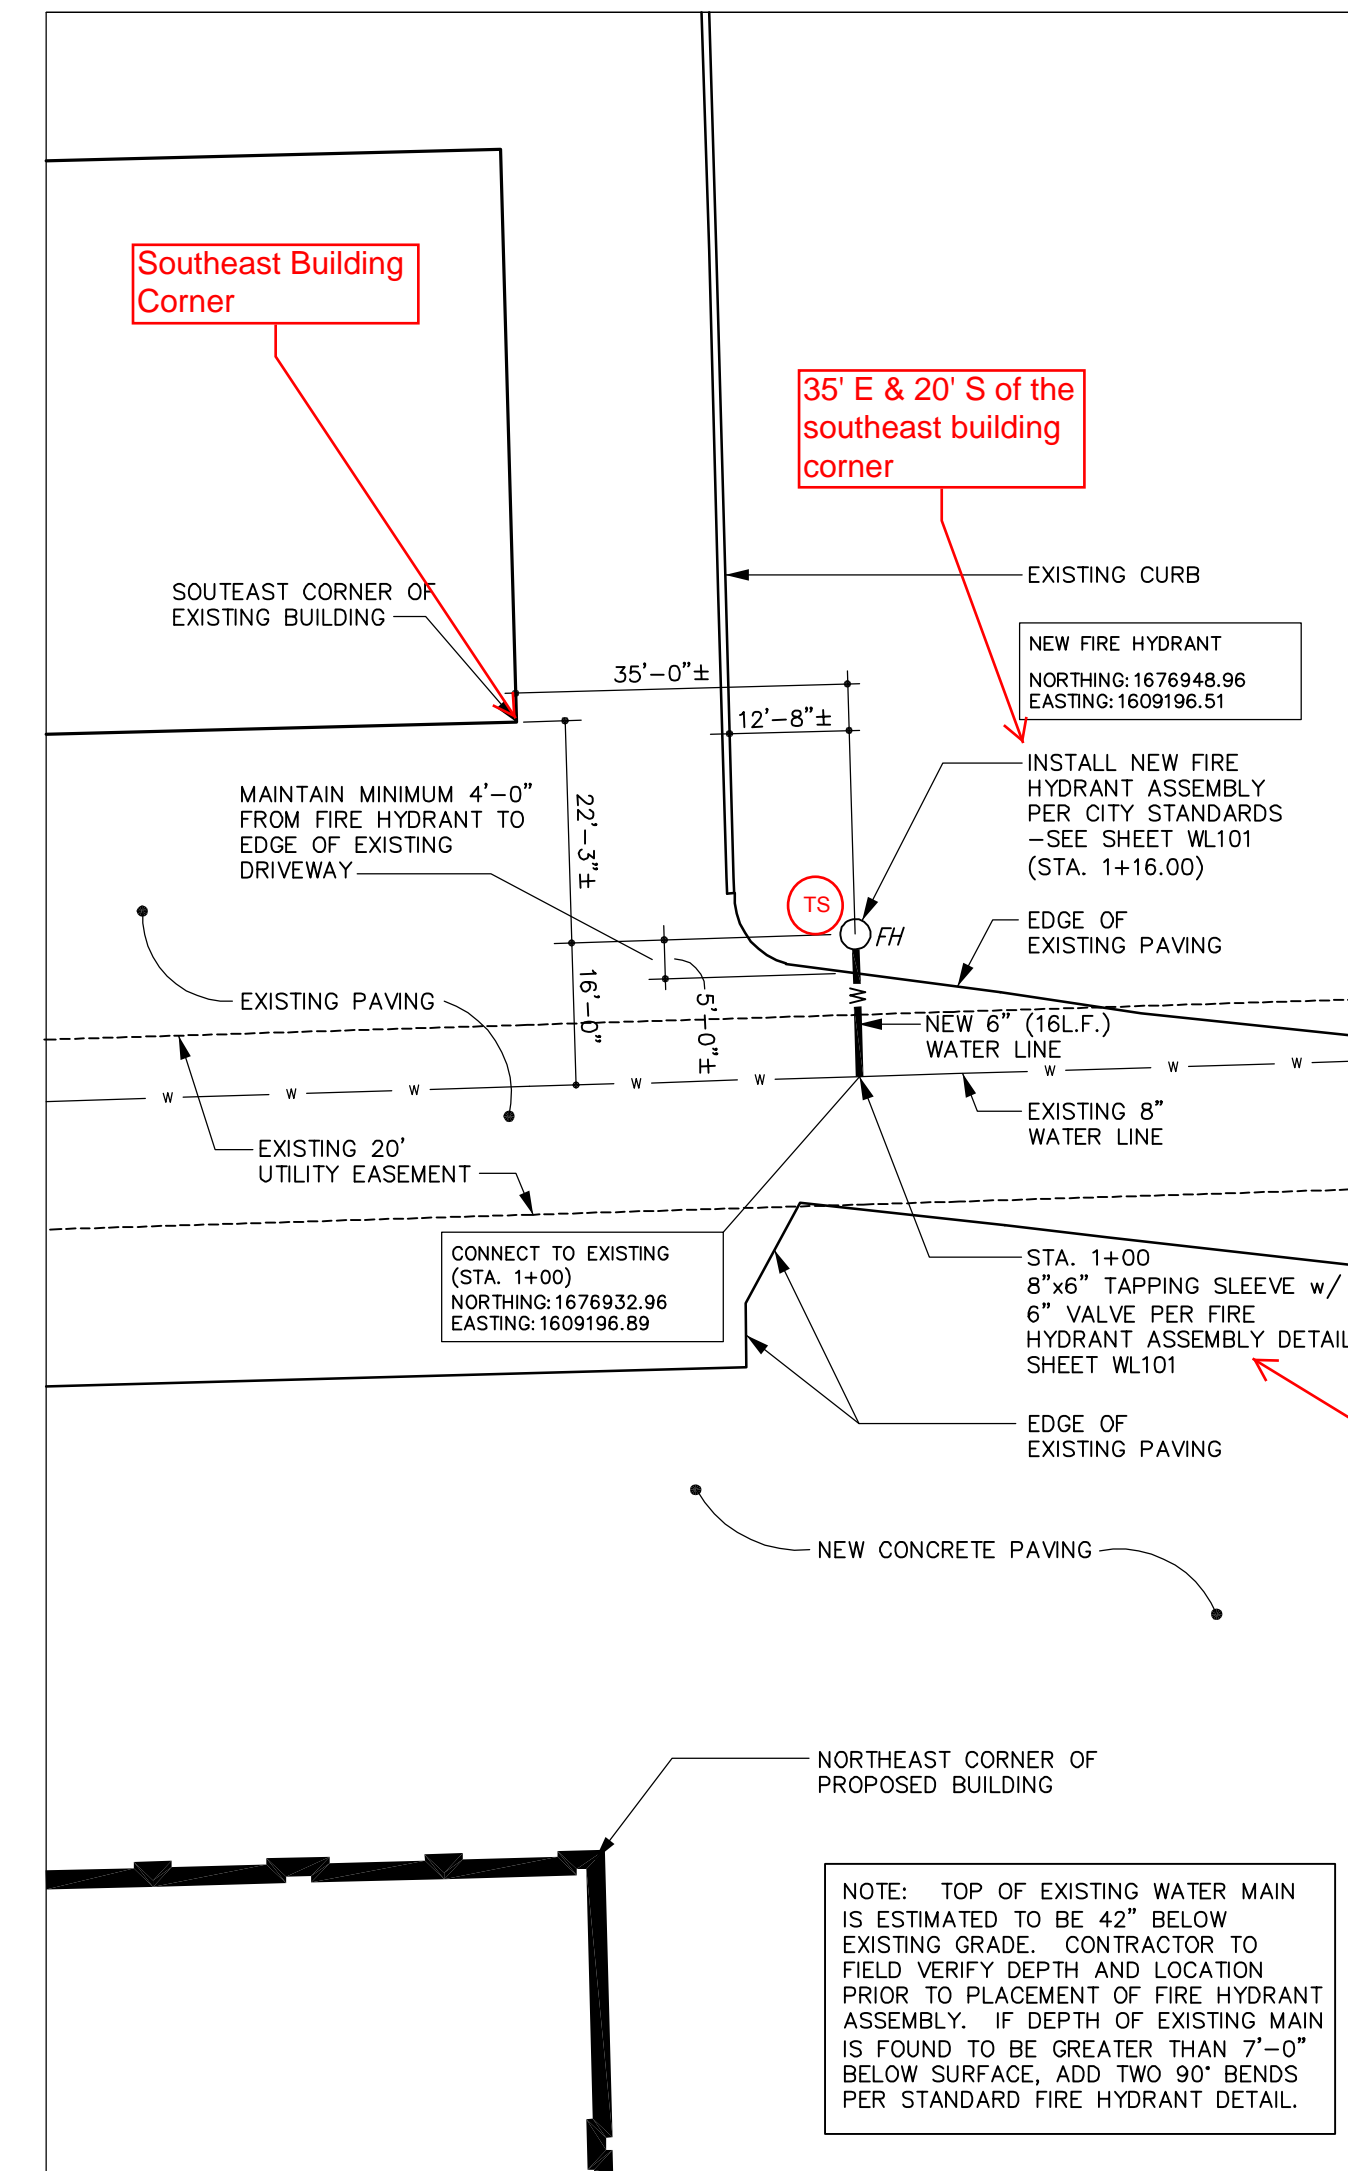 Southeast Building
Corner
35' E & 20' S of the
southeast building
corner
SOUTEAST CORNER OF
EXISTING BUILDING
EXISTING CURB
NEW FIRE HYDRANT
NORTHING: 1676948.96
EASTING: 1609196.51
35'-0"±
12'-8"±
INSTALL NEW FIRE
HYDRANT ASSEMBLY
PER CITY STANDARDS
-SEE SHEET WL101
(STA. 1+16.00)
MAINTAIN MINIMUM 4'-0"
FROM FIRE HYDRANT TO
EDGE OF EXISTING
DRIVEWAY
22'-3"±
TS
FH
EDGE OF
EXISTING PAVING
EXISTING PAVING
16'-0"
5'-0"±
W
NEW 6" (16L.F.)
WATER LINE
W W W W W W W W
EXISTING 8"
WATER LINE
EXISTING 20'
UTILITY EASEMENT
CONNECT TO EXISTING
(STA. 1+00)
NORTHING: 1676932.96
EASTING: 1609196.89
STA. 1+00
8"x6" TAPPING SLEEVE w/
6" VALVE PER FIRE
HYDRANT ASSEMBLY DETAIL
SHEET WL101
EDGE OF
EXISTING PAVING
NEW CONCRETE PAVING
NORTHEAST CORNER OF
PROPOSED BUILDING
NOTE: TOP OF EXISTING WATER MAIN
IS ESTIMATED TO BE 42" BELOW
EXISTING GRADE. CONTRACTOR TO
FIELD VERIFY DEPTH AND LOCATION
PRIOR TO PLACEMENT OF FIRE HYDRANT
ASSEMBLY. IF DEPTH OF EXISTING MAIN
IS FOUND TO BE GREATER THAN 7'-0"
BELOW SURFACE, ADD TWO 90° BENDS
PER STANDARD FIRE HYDRANT DETAIL.